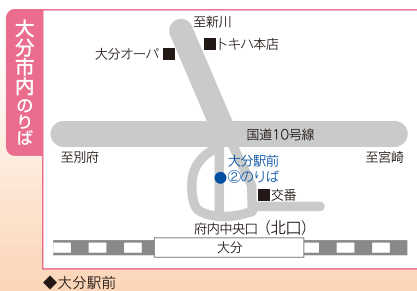 大分市内のりば
至新川
トキハ本店
大分オーパ
国道10号線
至別府
至宮崎
大分駅前
②のりば
交番
府内中央口（北口）
大分
◆大分駅前